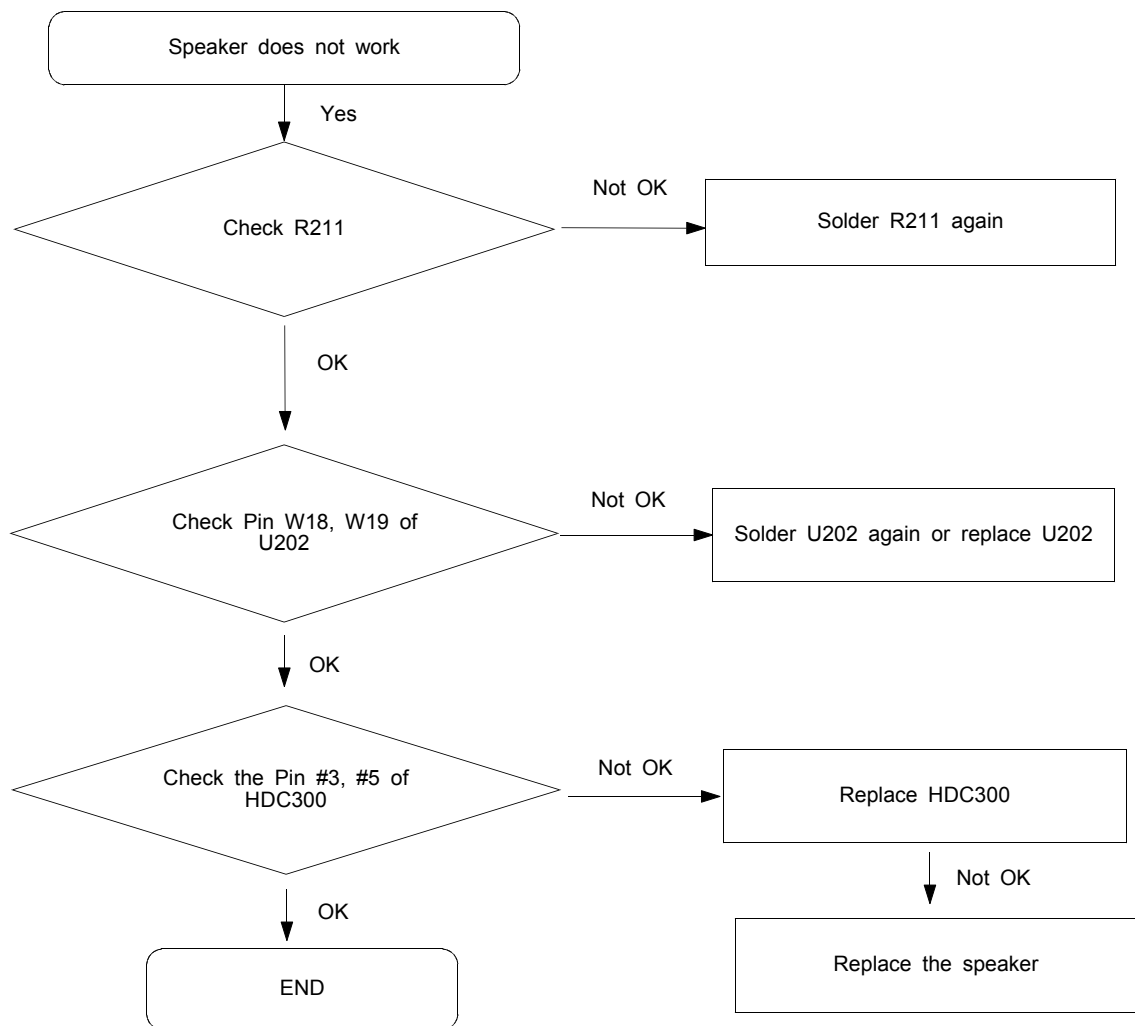 Speaker does not work
Yes
Check R211
Not OK
Solder R211 again
OK
Check Pin W18, W19 of
U202
Not OK
Solder U202 again or replace U202
OK
Check the Pin #3, #5 of
HDC300
Not OK
Replace HDC300
Not OK
Replace the speaker
OK
END